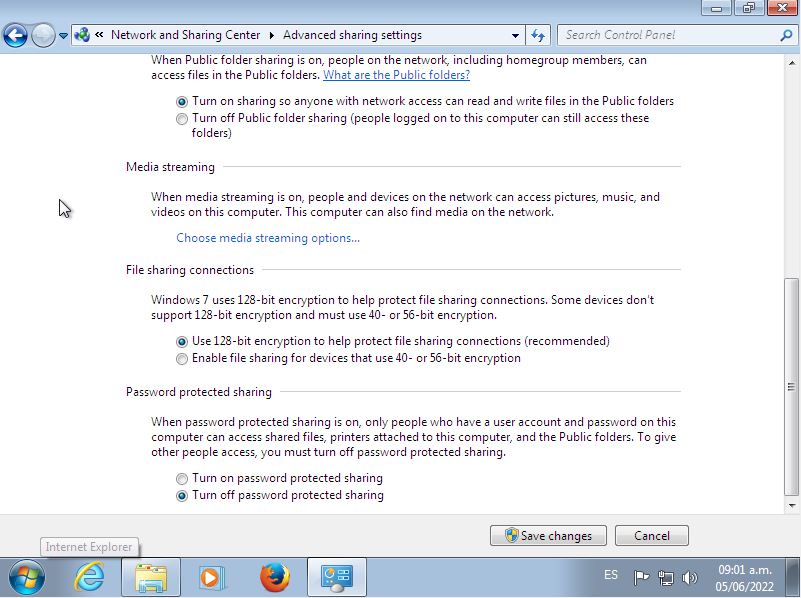 « Network and Sharing Center ▸ Advanced sharing settings
Search Control Panel
When Public folder sharing is on, people on the network, including homegroup members, can
access files in the Public folders. What are the Public folders?
Turn on sharing so anyone with network access can read and write files in the Public folders
Turn off Public folder sharing (people logged on to this computer can still access these
folders)
Media streaming
When media streaming is on, people and devices on the network can access pictures, music, and
videos on this computer. This computer can also find media on the network.
Choose media streaming options...
File sharing connections
Windows 7 uses 128-bit encryption to help protect file sharing connections. Some devices don't
support 128-bit encryption and must use 40- or 56-bit encryption.
Use 128-bit encryption to help protect file sharing connections (recommended)
Enable file sharing for devices that use 40- or 56-bit encryption
Password protected sharing
When password protected sharing is on, only people who have a user account and password on this
computer can access shared files, printers attached to this computer, and the Public folders. To give
other people access, you must turn off password protected sharing.
Turn on password protected sharing
Turn off password protected sharing
Save changes
Cancel
Internet Explorer
ES
09:01 a.m.
05/06/2022